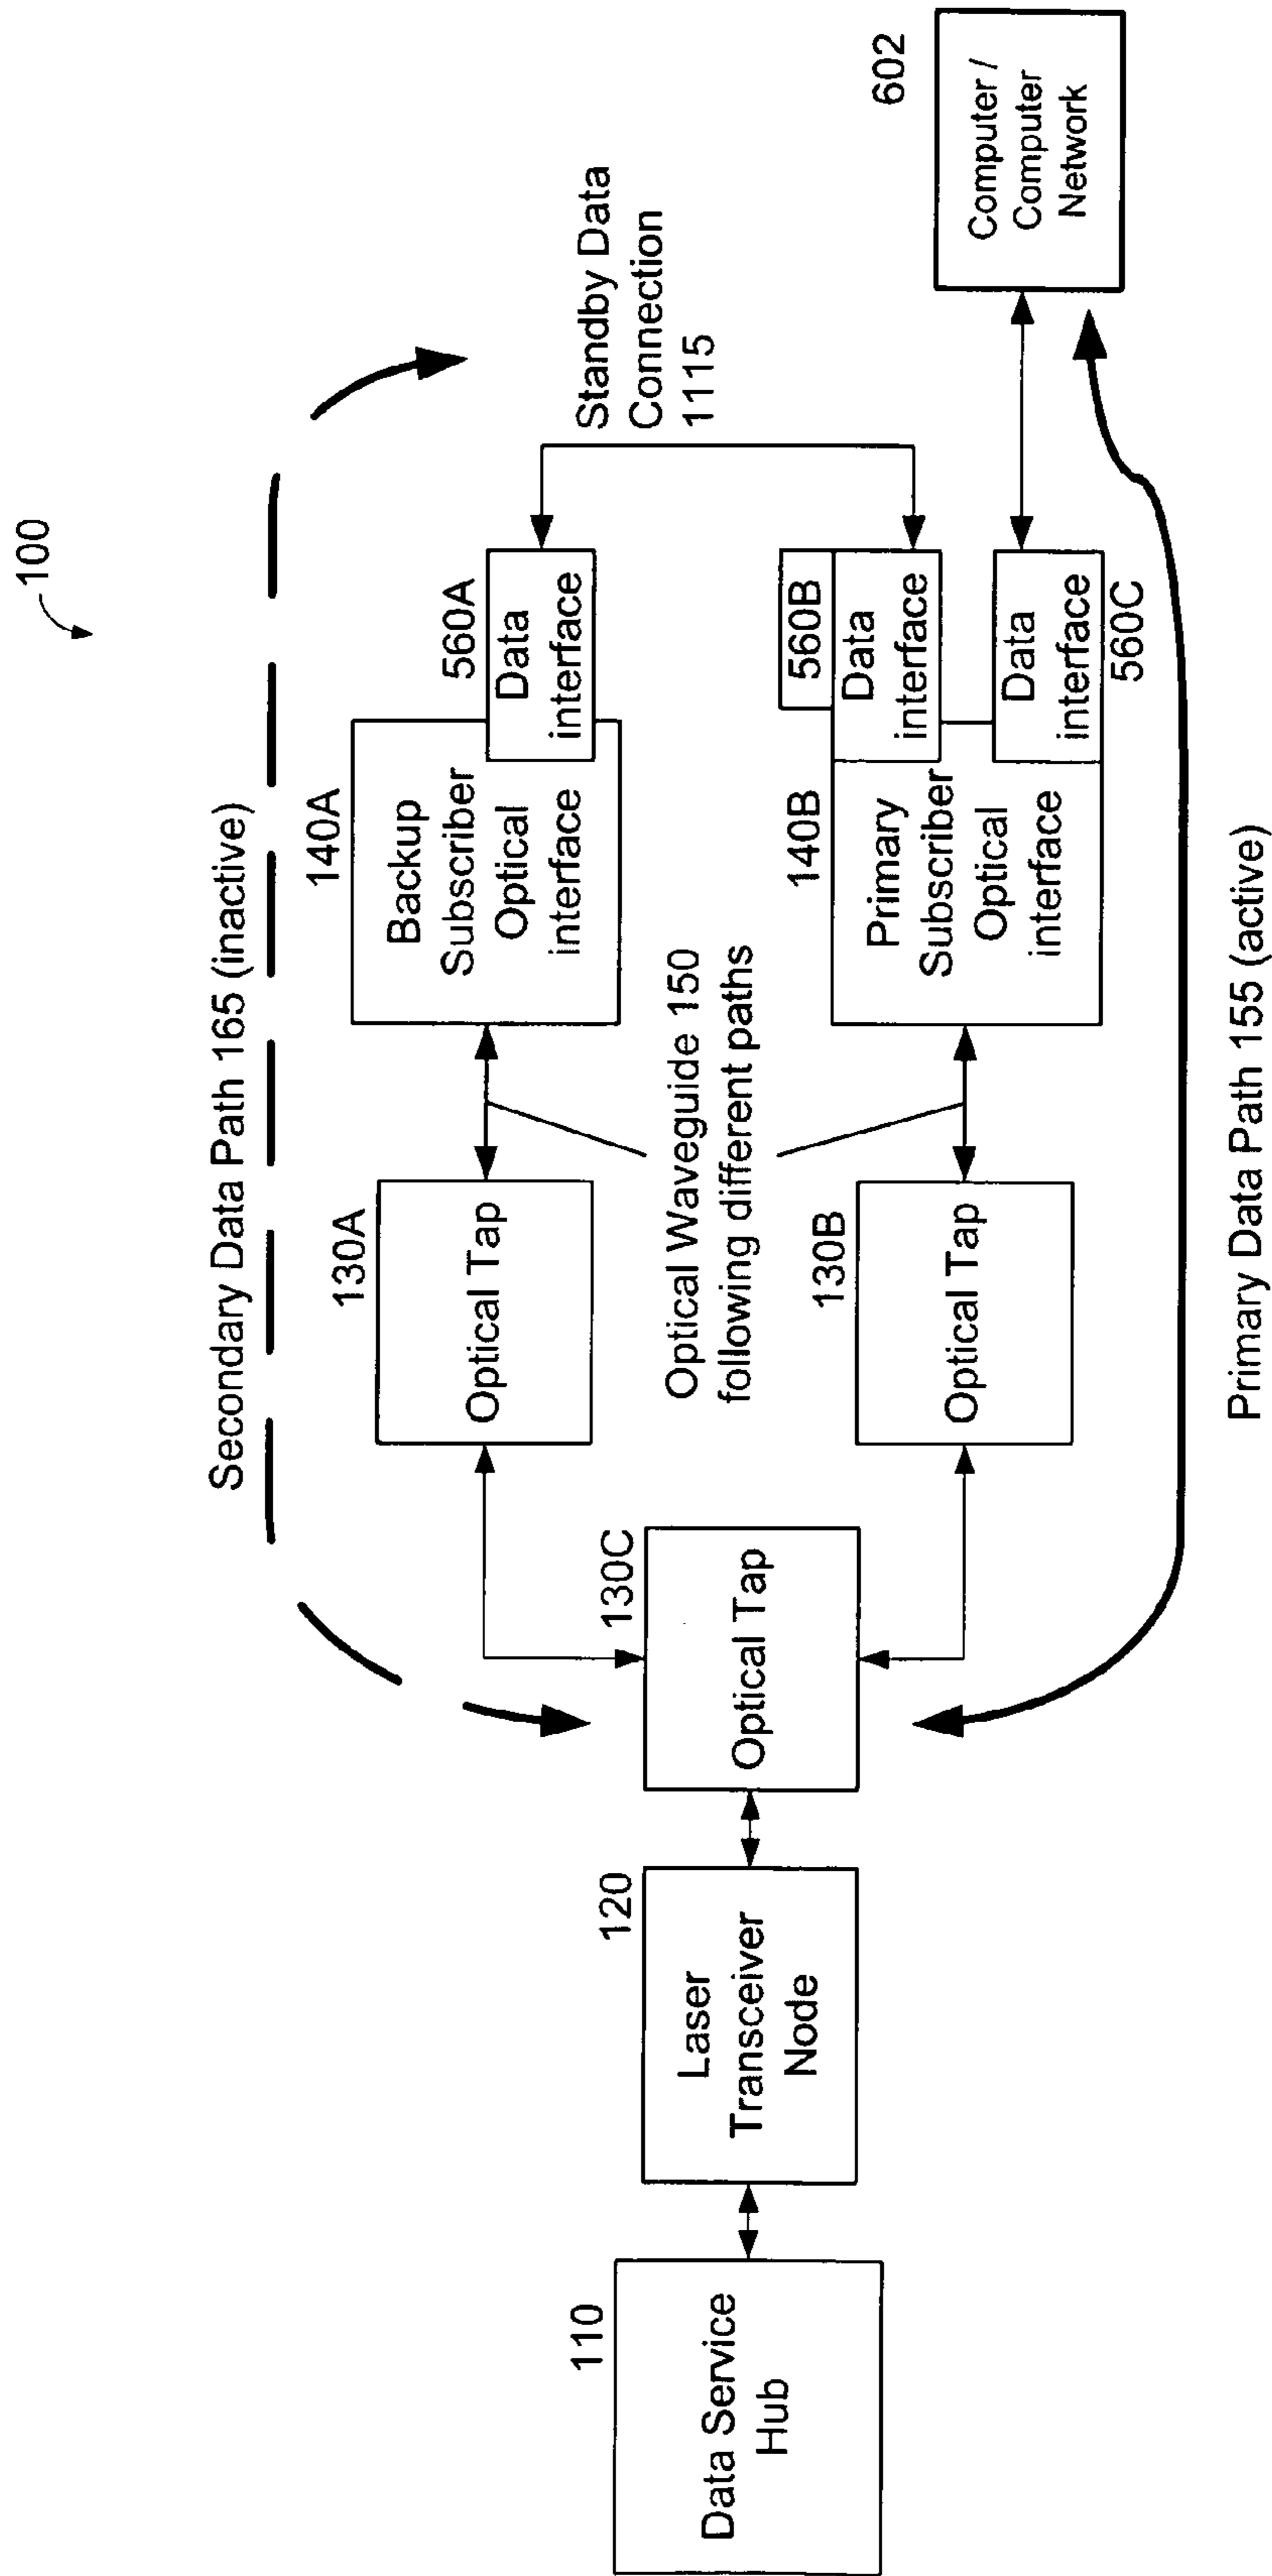 100
Secondary Data Path 165 (inactive)
110
Data Service
Hub
120
Laser
Transceiver
Node
130C
Optical Tap
130A
Optical Tap
140A
Backup
Subscriber
Optical
interface
560A
Data
interface
Standby Data
Connection
1115
Optical Waveguide 150
following different paths
130B
Optical Tap
140B
Primary
Subscriber
Optical
interface
560B
Data
interface
Data
interface
560C
602
Computer /
Computer
Network
Primary Data Path 155 (active)